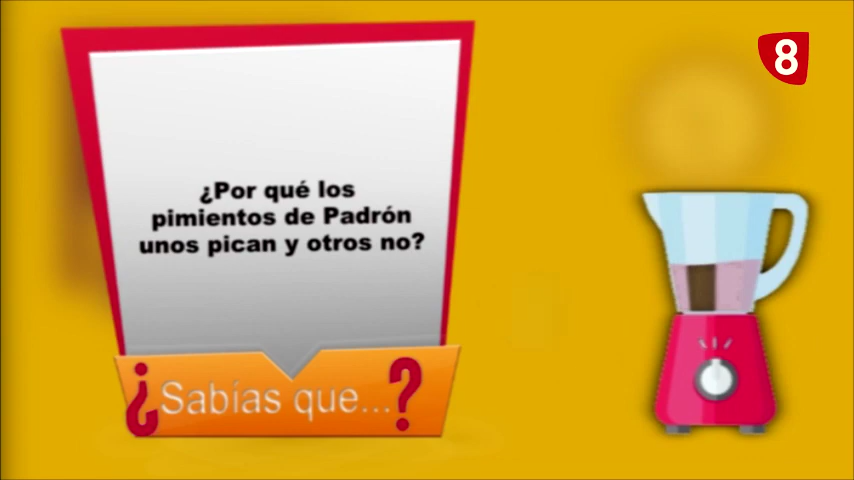 8
¿Por qué los
pimientos de Padrón
unos pican y otros no?
¿Sabías que...?